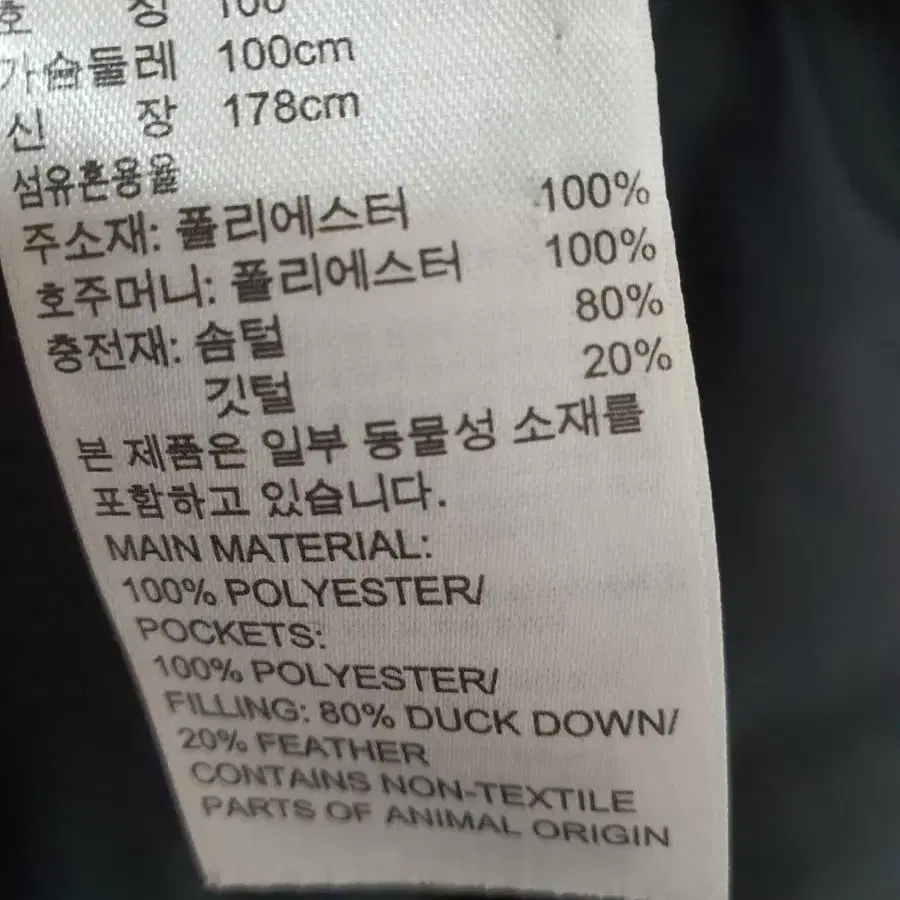 호 칭 100
가슴둘레 100cm
신 장 178cm
섬유혼용율
주소재: 폴리에스터 100%
호주머니: 폴리에스터 100%
충전재: 솜털 80%
깃털 20%
본 제품은 일부 동물성 소재를
포함하고 있습니다.
MAIN MATERIAL:
100% POLYESTER/
POCKETS:
100% POLYESTER/
FILLING: 80% DUCK DOWN/
20% FEATHER
CONTAINS NON-TEXTILE
PARTS OF ANIMAL ORIGIN